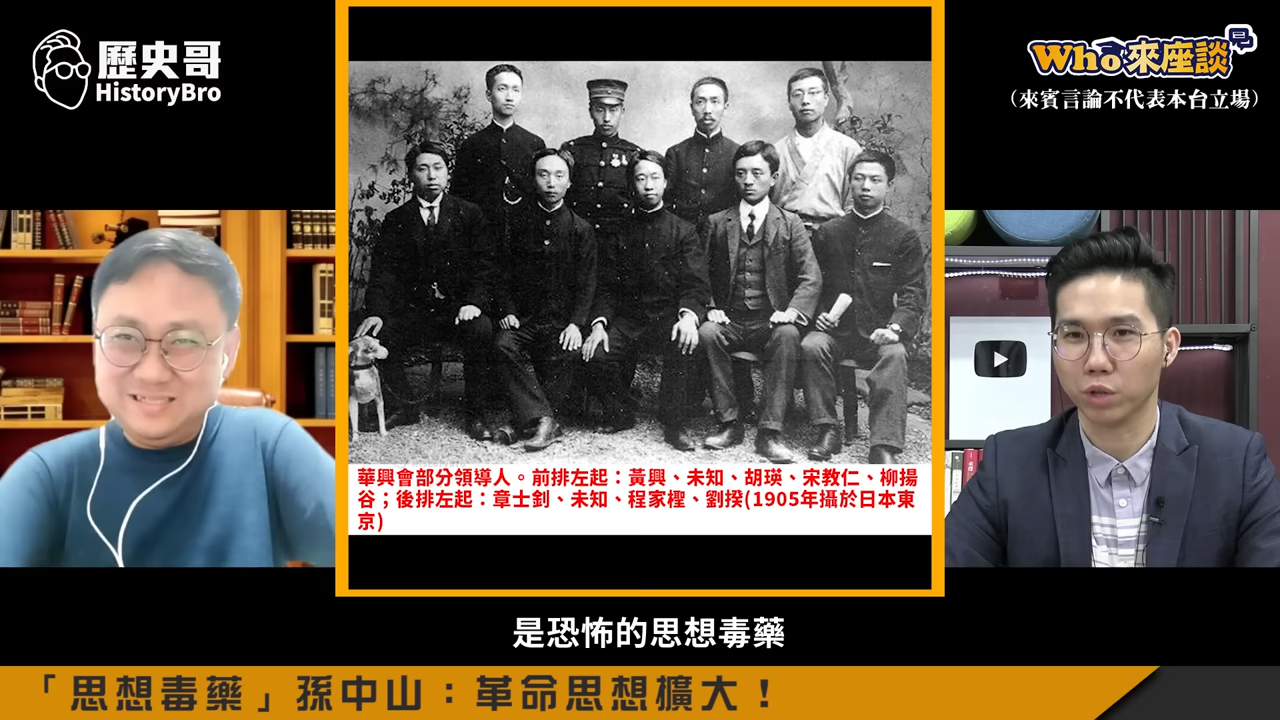 歷史哥
HistoryBro
Who來座談
（來賓言論不代表本台立場）
華興會部分領導人。前排左起：黃興、未知、胡瑛、宋教仁、柳揚
谷；後排左起：章士釗、未知、程家檉、劉揆(1905年攝於日本東
京)
是恐怖的思想毒藥
「思想毒藥」孫中山：革命思想擴大！